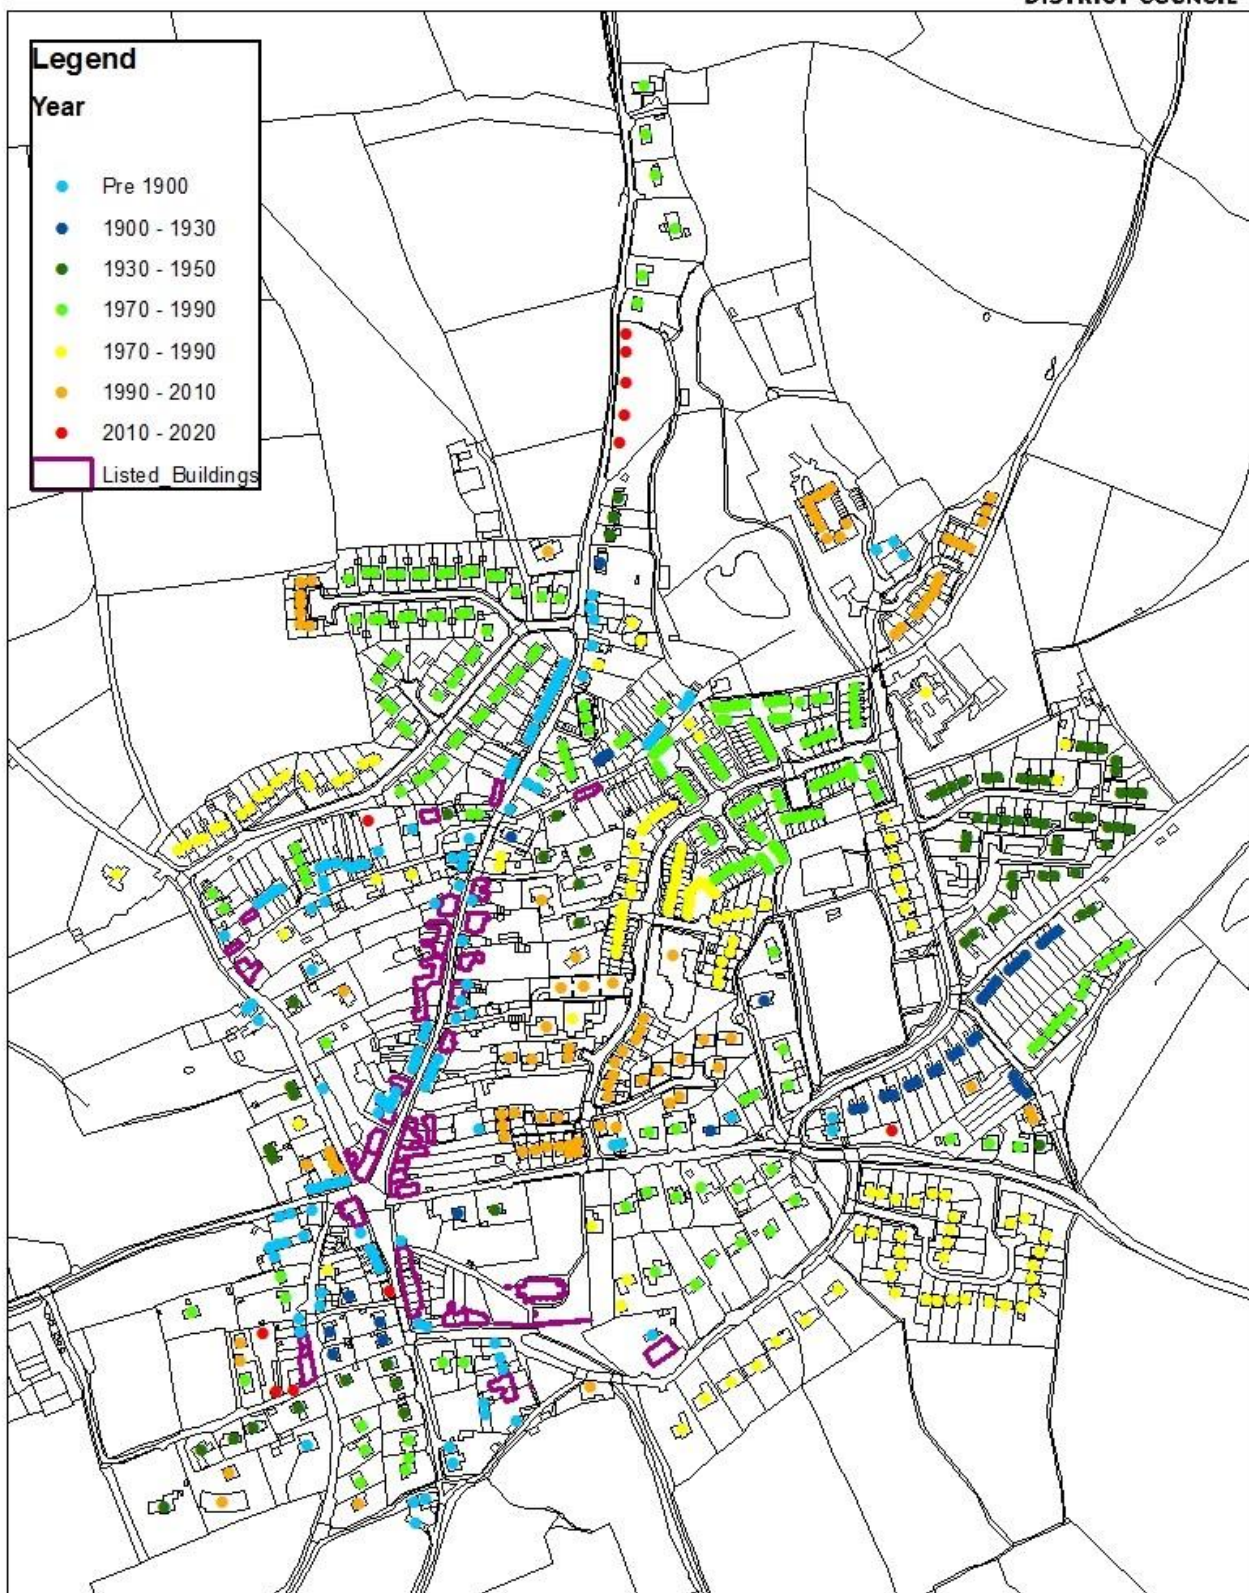 DISTRICT COUNCIL
Legend
Year
Pre 1900
1900 - 1930
1930 - 1950
1970 - 1990
1970 - 1990
1990 - 2010
2010 - 2020
Listed_Buildings